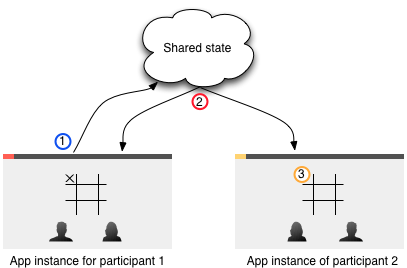 Shared state
1
2
3
App instance for participant 1
App instance of participant 2